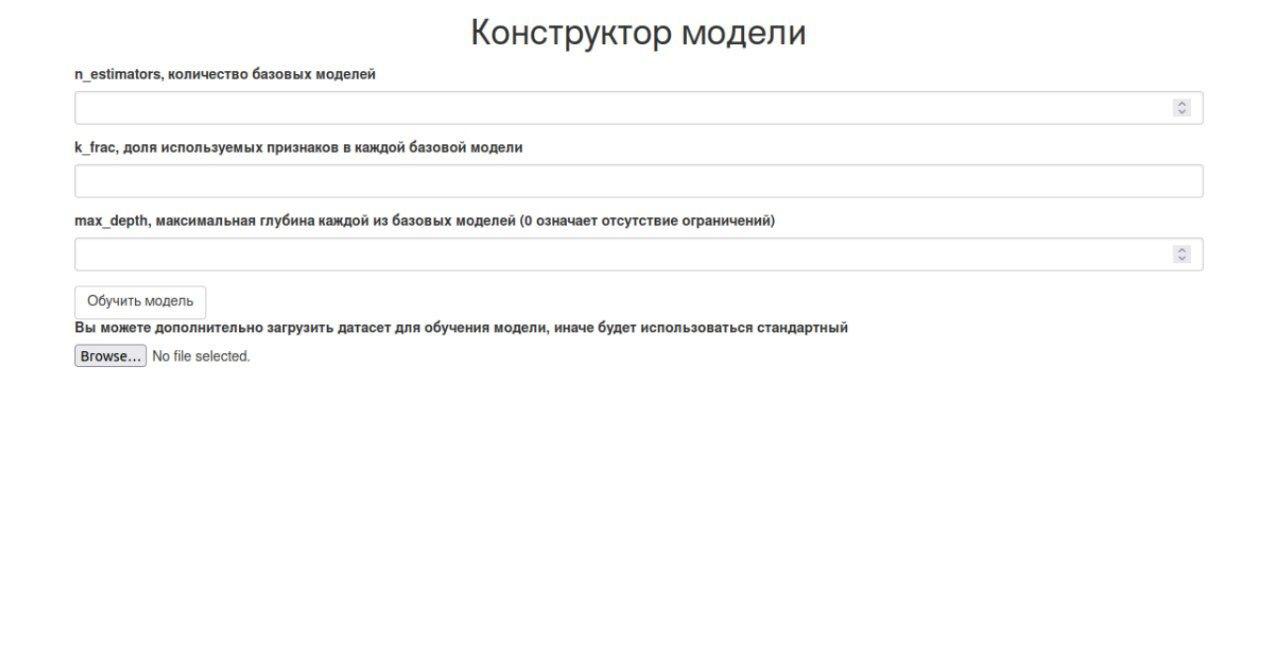 Конструктор модели
n_estimators, количество базовых моделей
k_frac, доля используемых признаков в каждой базовой модели
max_depth, максимальная глубина каждой из базовых моделей (0 означает отсутствие ограничений)
Обучить модель
Вы можете дополнительно загрузить датасет для обучения модели, иначе будет использоваться стандартный
Browse... No file selected.